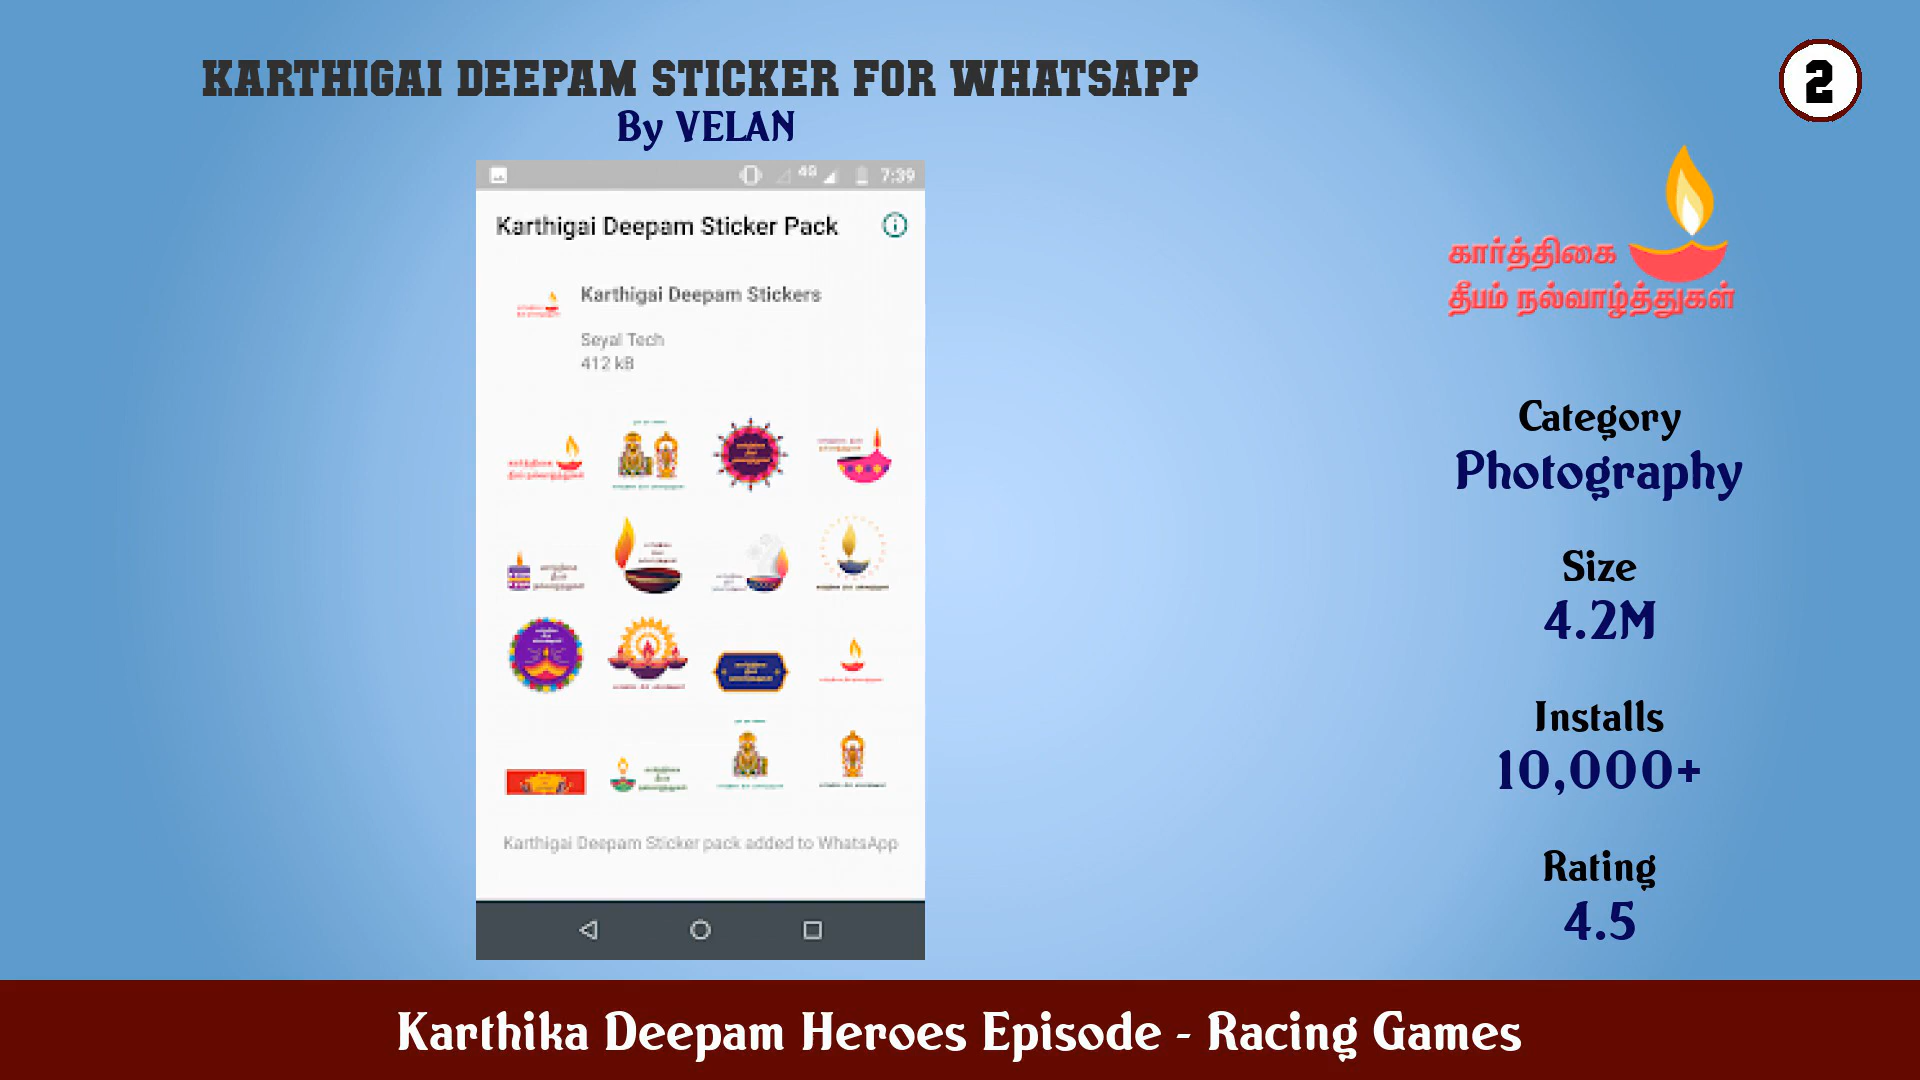 KARTHIGAI DEEPAM STICKER FOR WHATSAPP
By VELAN
2
4G
7:39
Karthigai Deepam Sticker Pack
Karthigai Deepam Stickers
Seyal Tech
412 kB
Karthigai Deepam Sticker pack added to WhatsApp
கார்த்திகை
தீபம் நல்வாழ்த்துகள்
Category
Photography
Size
4.2M
Installs
10,000+
Rating
4.5
Karthika Deepam Heroes Episode - Racing Games